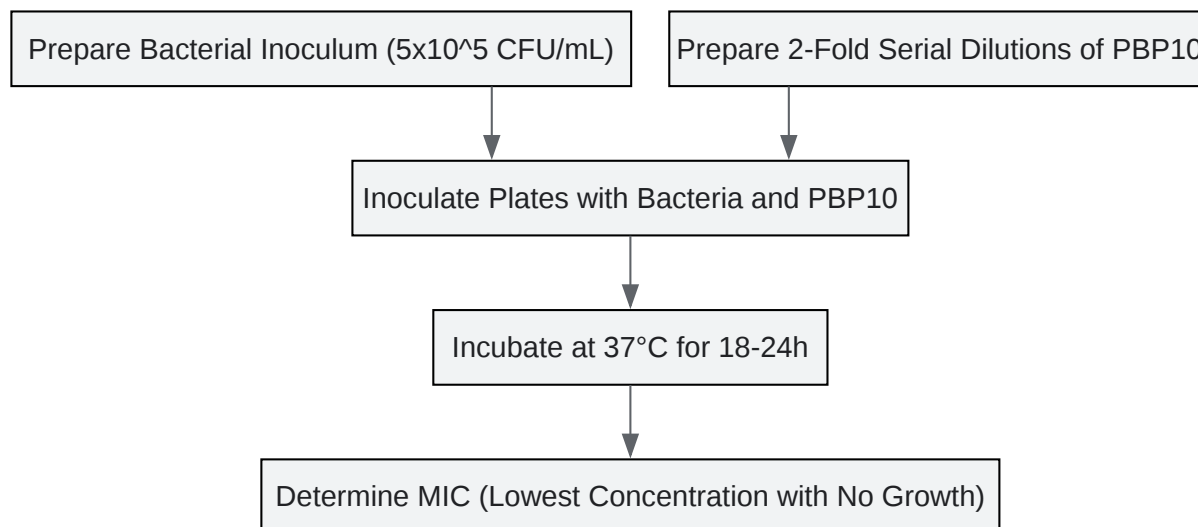 Prepare Bacterial Inoculum (5x10^5 CFU/mL)
Prepare 2-Fold Serial Dilutions of PBP10
Inoculate Plates with Bacteria and PBP10
Incubate at 37°C for 18-24h
Determine MIC (Lowest Concentration with No Growth)